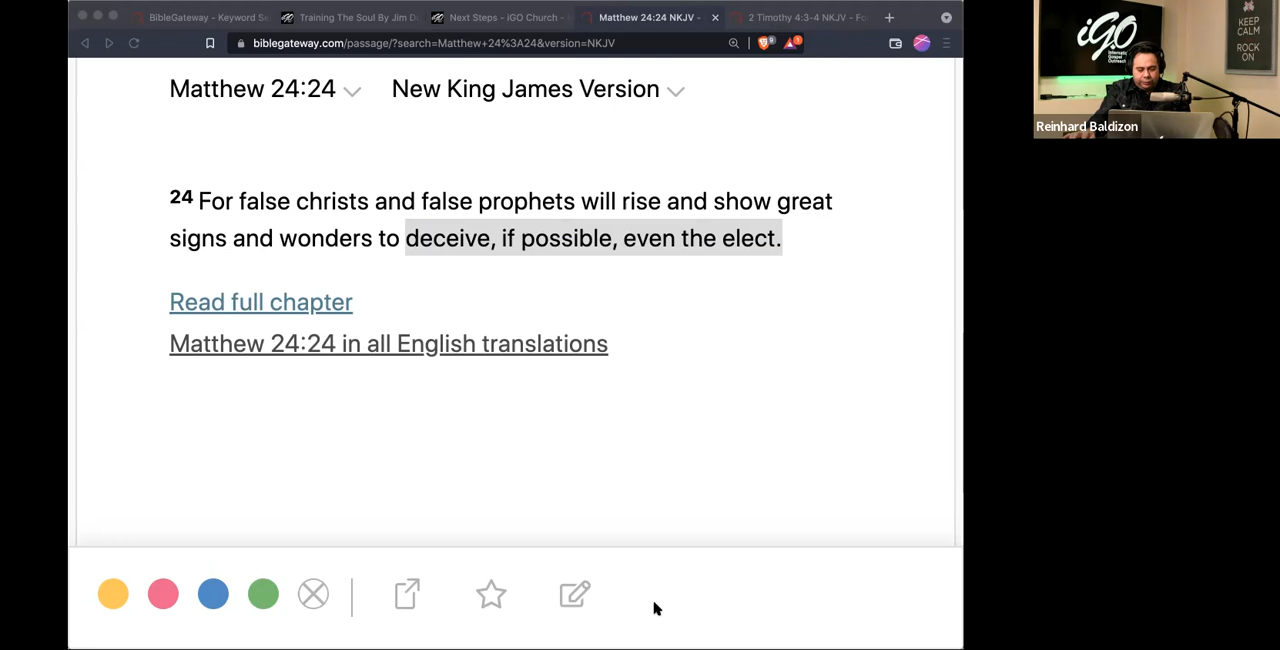 BibleGateway - Keyword Se
Training The Soul By Jim Du
Next Steps - iGO Church -
Matthew 24:24 NKJV -
2 Timothy 4:3-4 NKJV - Fo
biblegateway.com/passage/?search=Matthew+24%3A24&version=NKJV
Matthew 24:24 New King James Version
24 For false christs and false prophets will rise and show great
signs and wonders to deceive, if possible, even the elect.
Read full chapter
Matthew 24:24 in all English translations
iGO
International
Gospel
Outreach
KEEP
CALM
ROCK
ON
Reinhard Baldizon